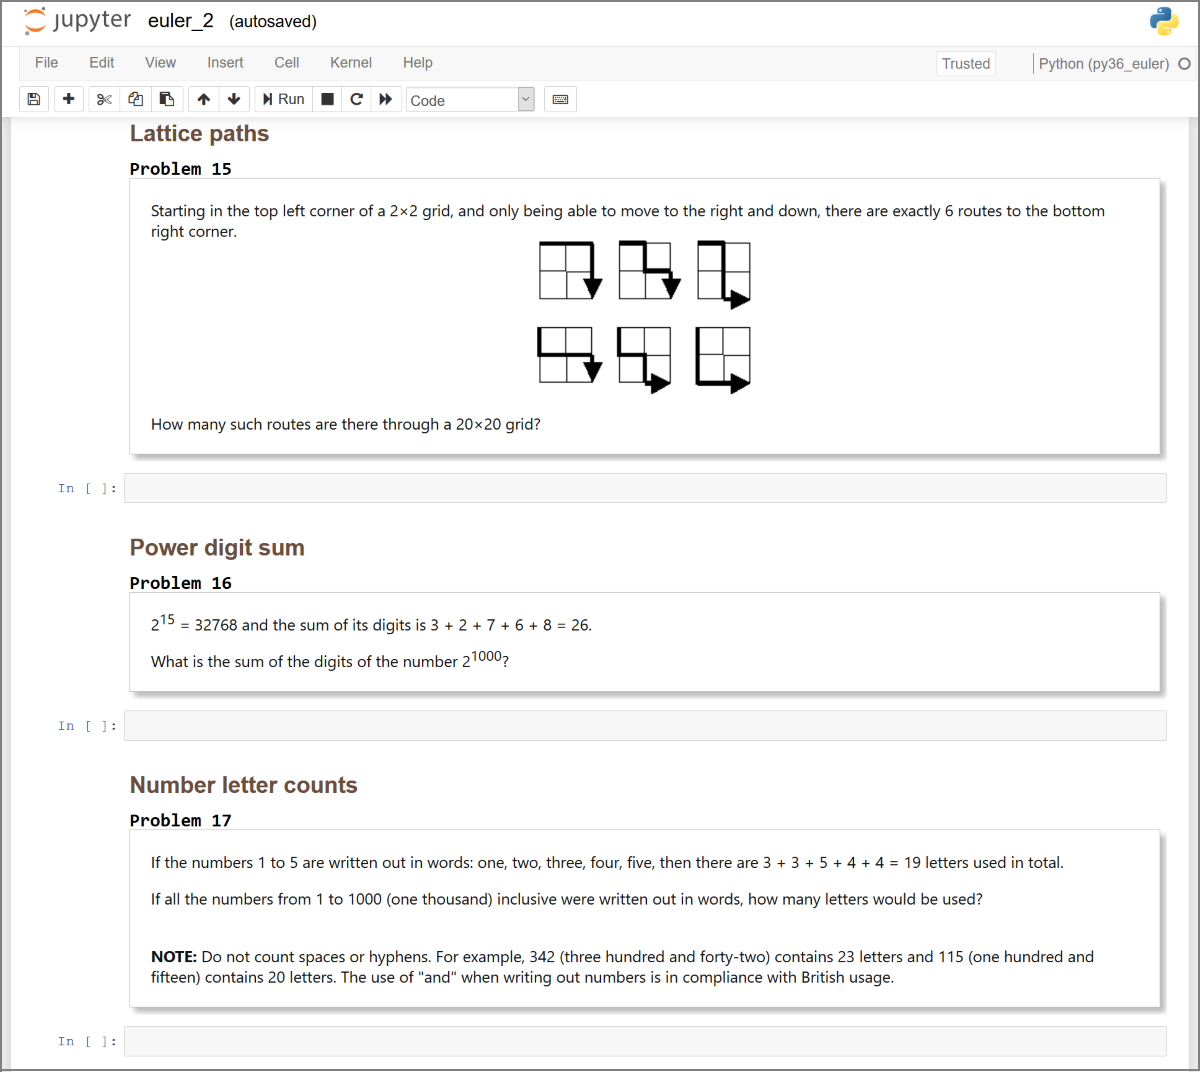 jupyter euler_2 (autosaved)
File Edit View Insert Cell Kernel Help Trusted Python (py36_euler)
Run Code
Lattice paths
Problem 15
Starting in the top left corner of a 2×2 grid, and only being able to move to the right and down, there are exactly 6 routes to the bottom
right corner.
How many such routes are there through a 20×20 grid?
In [ ]:
Power digit sum
Problem 16
2^15 = 32768 and the sum of its digits is 3 + 2 + 7 + 6 + 8 = 26.
What is the sum of the digits of the number 2^1000?
In [ ]:
Number letter counts
Problem 17
If the numbers 1 to 5 are written out in words: one, two, three, four, five, then there are 3 + 3 + 5 + 4 + 4 = 19 letters used in total.
If all the numbers from 1 to 1000 (one thousand) inclusive were written out in words, how many letters would be used?
NOTE: Do not count spaces or hyphens. For example, 342 (three hundred and forty-two) contains 23 letters and 115 (one hundred and
fifteen) contains 20 letters. The use of "and" when writing out numbers is in compliance with British usage.
In [ ]: